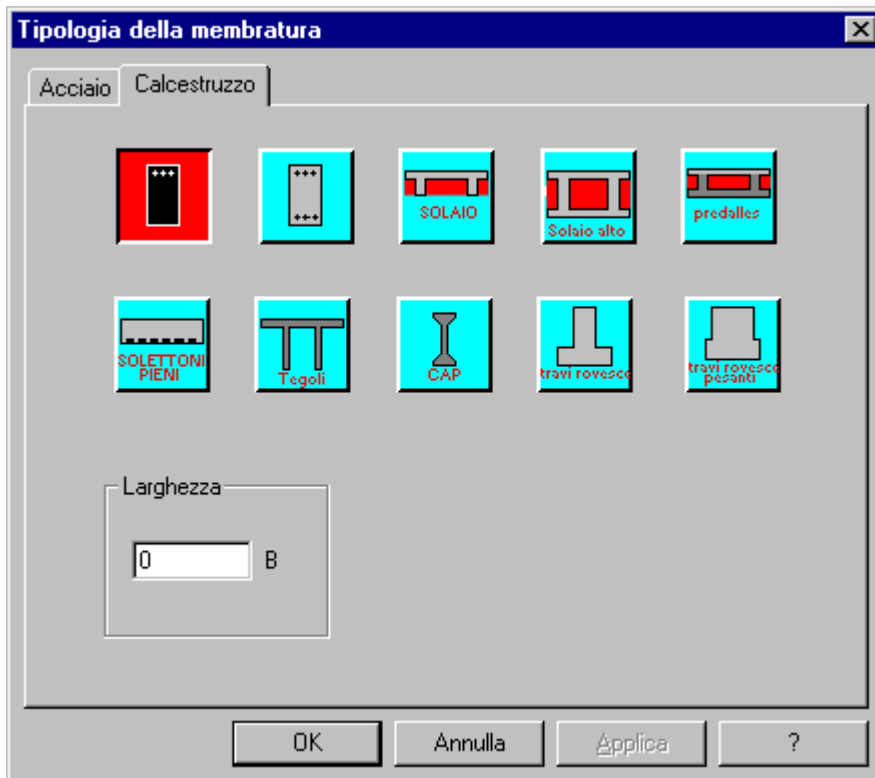 Tipologia della membratura
Acciaio
Calcestruzzo
SOLAIO
Solaio alto
predalles
SOLETTONI
PIENI
Tegoli
CAP
travi rovesce
travi rovesce
pesanti
Larghezza
0
B
OK
Annulla
Applica
?